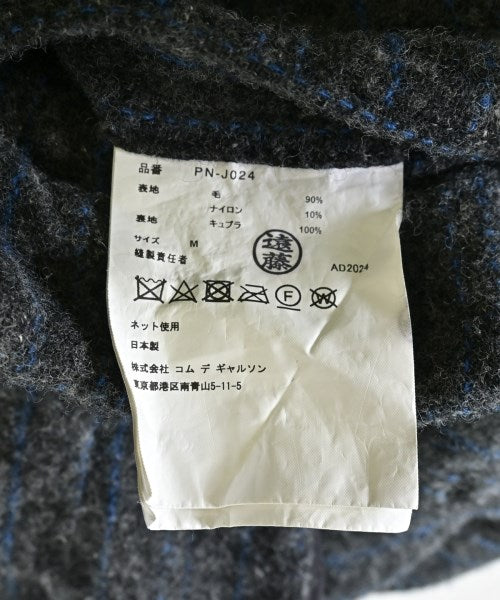 品番 PN-J024
表地 毛 90%
ナイロン 10%
裏地 キュプラ 100%
サイズ M
縫製責任者 遠藤
AD2024
F W
ネット使用
日本製
株式会社 コム デ ギャルソン
東京都港区南青山5-11-5